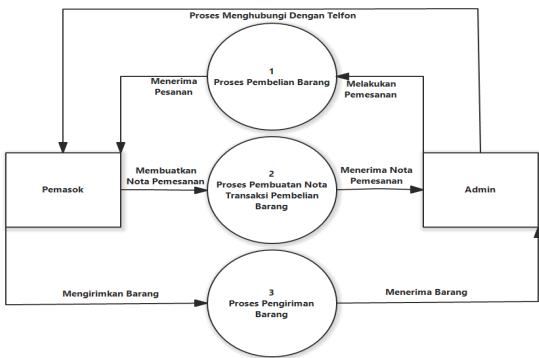 Proses Menghubungi Dengan Telfon
1
Proses Pembelian Barang
Menerima
Pesanan
Melakukan
Pemesanan
Pemasok
Membuatkan
Nota Pemesanan
2
Proses Pembuatan Nota
Transaksi Pembelian
Barang
Menerima Nota
Pemesanan
Admin
Mengirimkan Barang
3
Proses Pengiriman
Barang
Menerima Barang